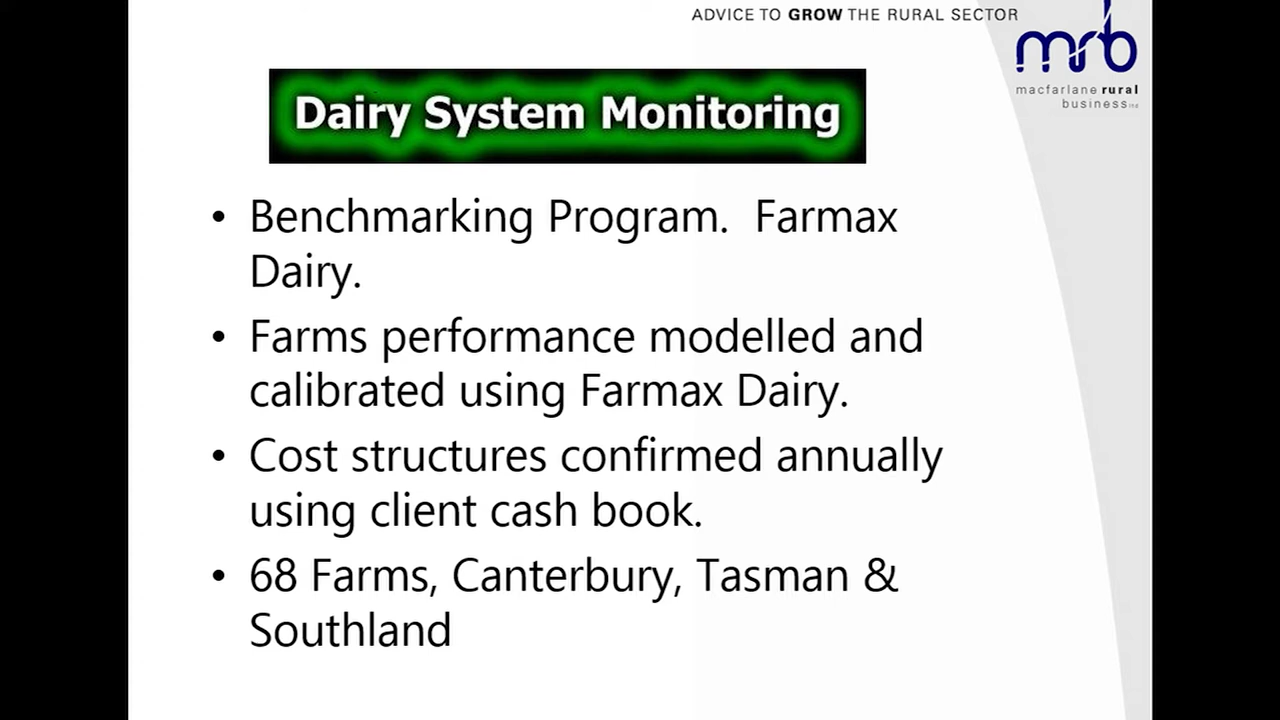 ADVICE TO GROW THE RURAL SECTOR
mrb
macfarlane rural
business
Dairy System Monitoring
• Benchmarking Program.  Farmax
Dairy.
• Farms performance modelled and
calibrated using Farmax Dairy.
• Cost structures confirmed annually
using client cash book.
• 68 Farms, Canterbury, Tasman &
Southland